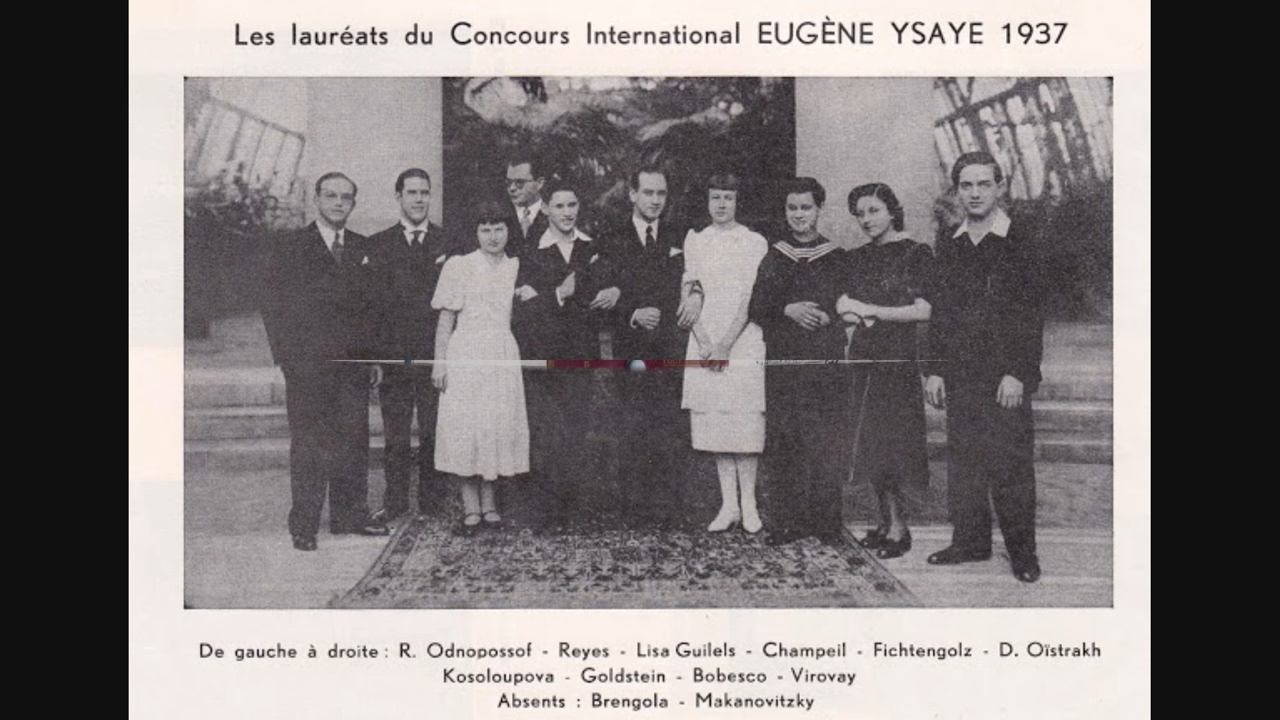 Les lauréats du Concours International EUGÈNE YSAYE 1937
De gauche à droite : R. Odnopossof - Reyes - Lisa Guilels - Champeil - Fichtengolz - D. Oïstrakh
Kosoloupova - Goldstein - Bobesco - Virovay
Absents : Brengola - Makanovitzky